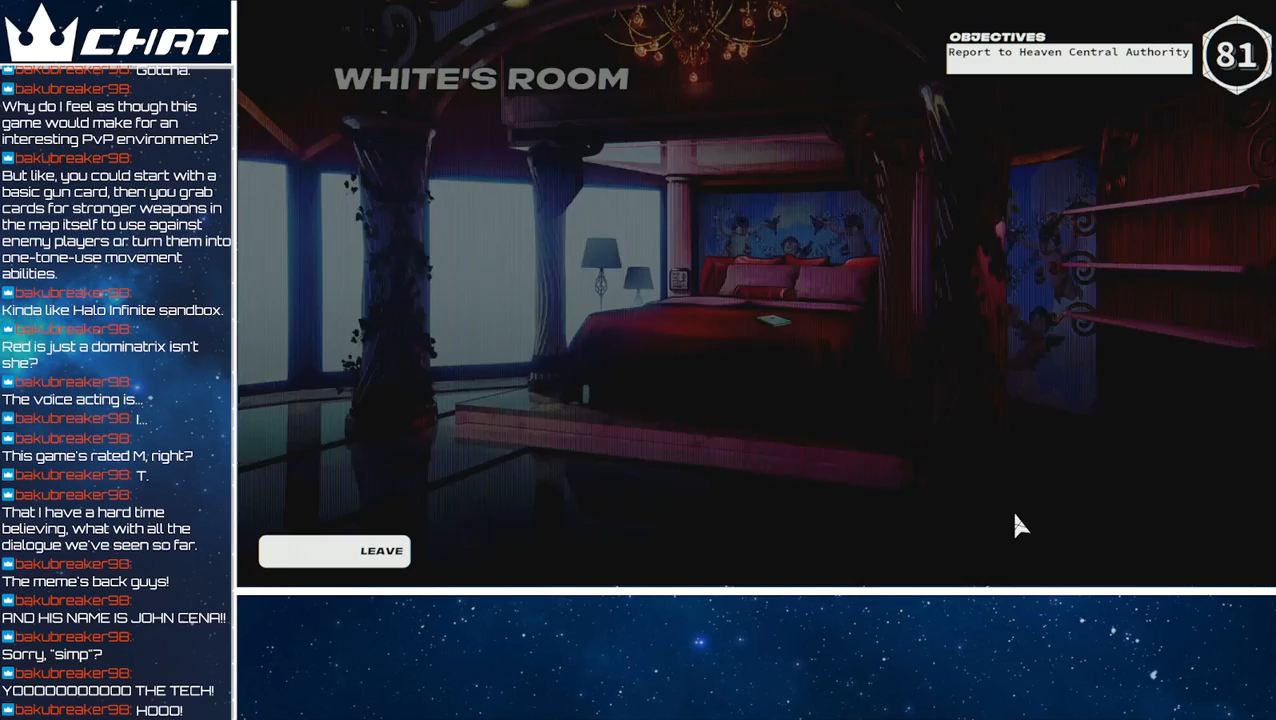 CHAT
bakubreaker98: Gotcha.
bakubreaker98:
Why do I feel as though this
game would make for an
interesting PvP environment?
bakubreaker98:
But like, you could start with a
basic gun card, then you grab
cards for stronger weapons in
the map itself to use against
enemy players or turn them into
one-tone-use movement
abilities.
bakubreaker98:
Kinda like Halo Infinite sandbox.
bakubreaker98:
Red is just a dominatrix isn't
she?
bakubreaker98:
The voice acting is...
bakubreaker98: I...
bakubreaker98:
This game's rated M, right?
bakubreaker98: T.
bakubreaker98:
That I have a hard time
believing, what with all the
dialogue we've seen so far.
bakubreaker98:
The meme's back guys!
bakubreaker98:
AND HIS NAME IS JOHN CENA!!
bakubreaker98:
Sorry, "simp"?
bakubreaker98:
YOOOOOOOOOOO THE TECH!
bakubreaker98: HOOO!
WHITE'S ROOM
OBJECTIVES
Report to Heaven Central Authority
81
LEAVE